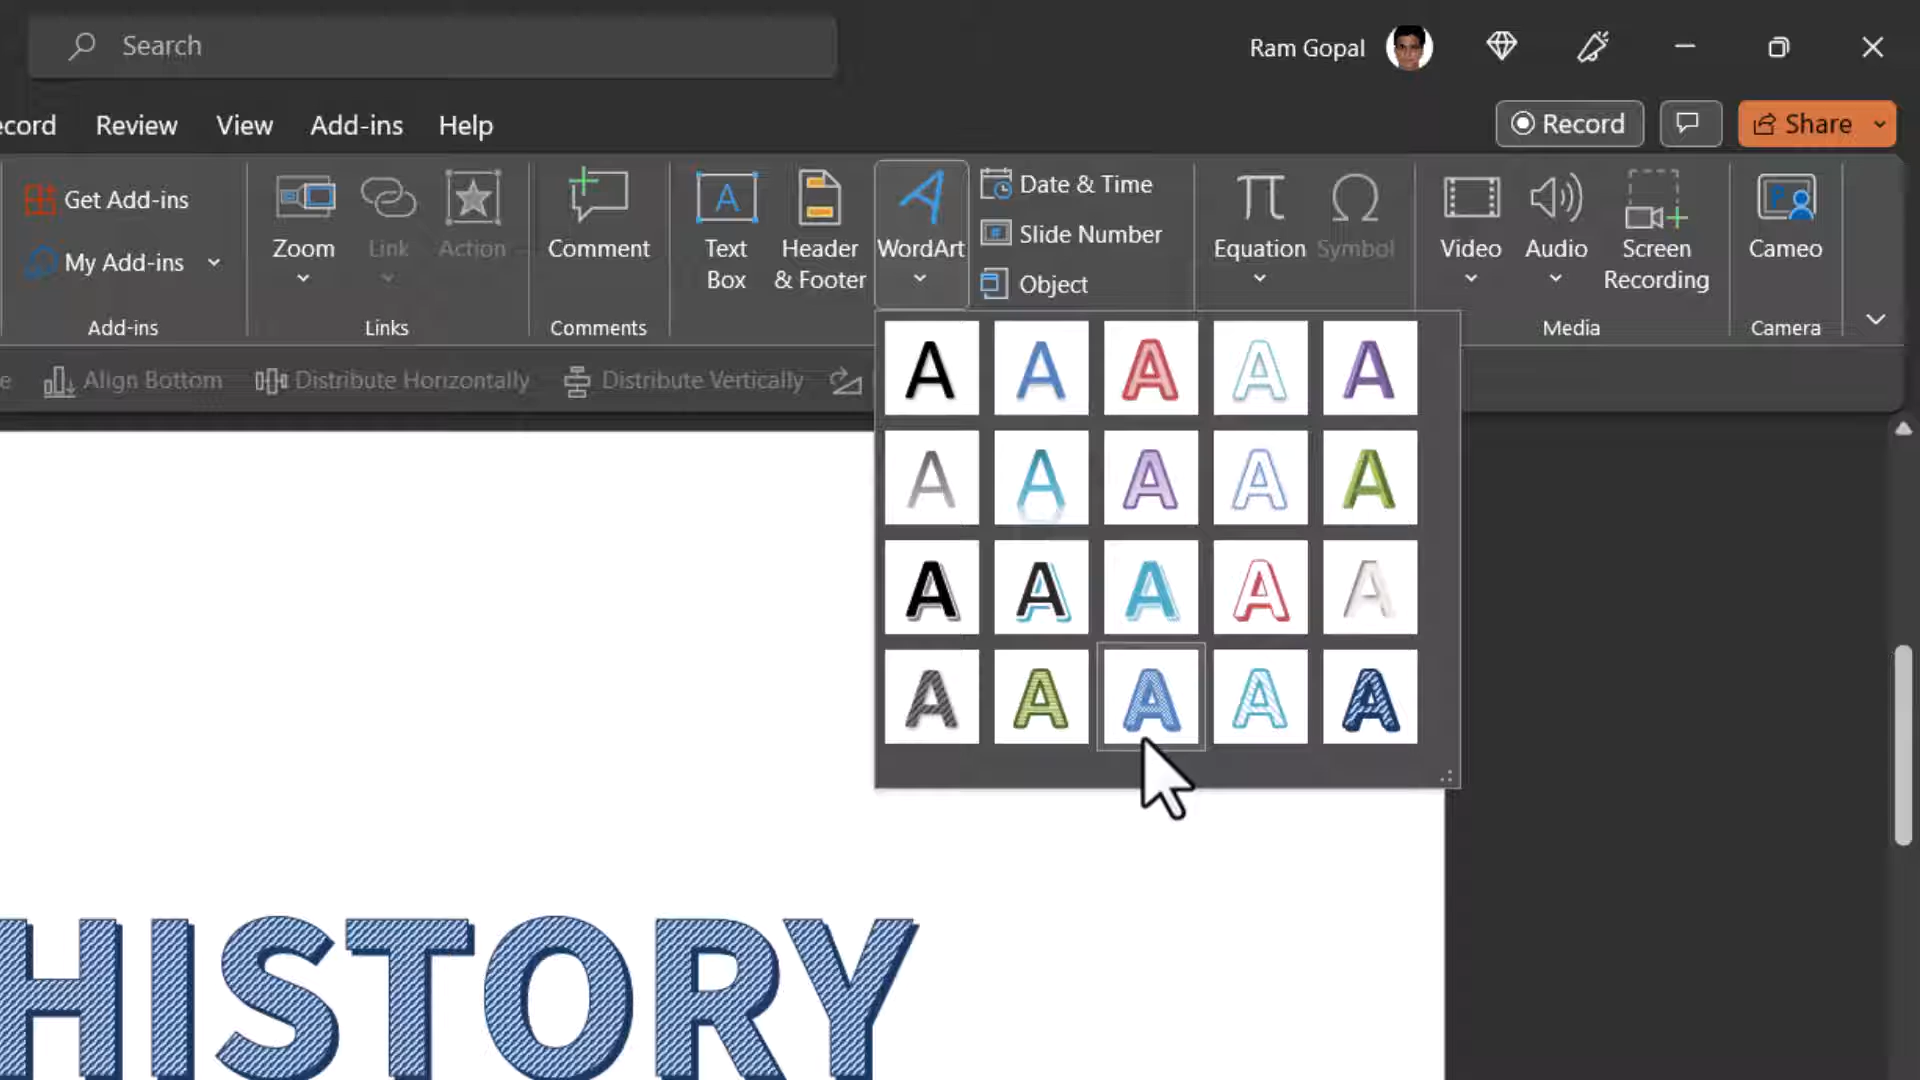 Search
Ram Gopal
ecord Review View Add-ins Help
Record
Share
Get Add-ins
My Add-ins
Add-ins
Zoom
Link
Action
Links
Comment
Comments
Text
Box
Header
& Footer
WordArt
Date & Time
Slide Number
Object
Equation
Symbol
Video
Audio
Screen
Recording
Media
Cameo
Camera
e Align Bottom Distribute Horizontally Distribute Vertically
A A A A A
A A A A A
A A A A A
A A A A A
HISTORY